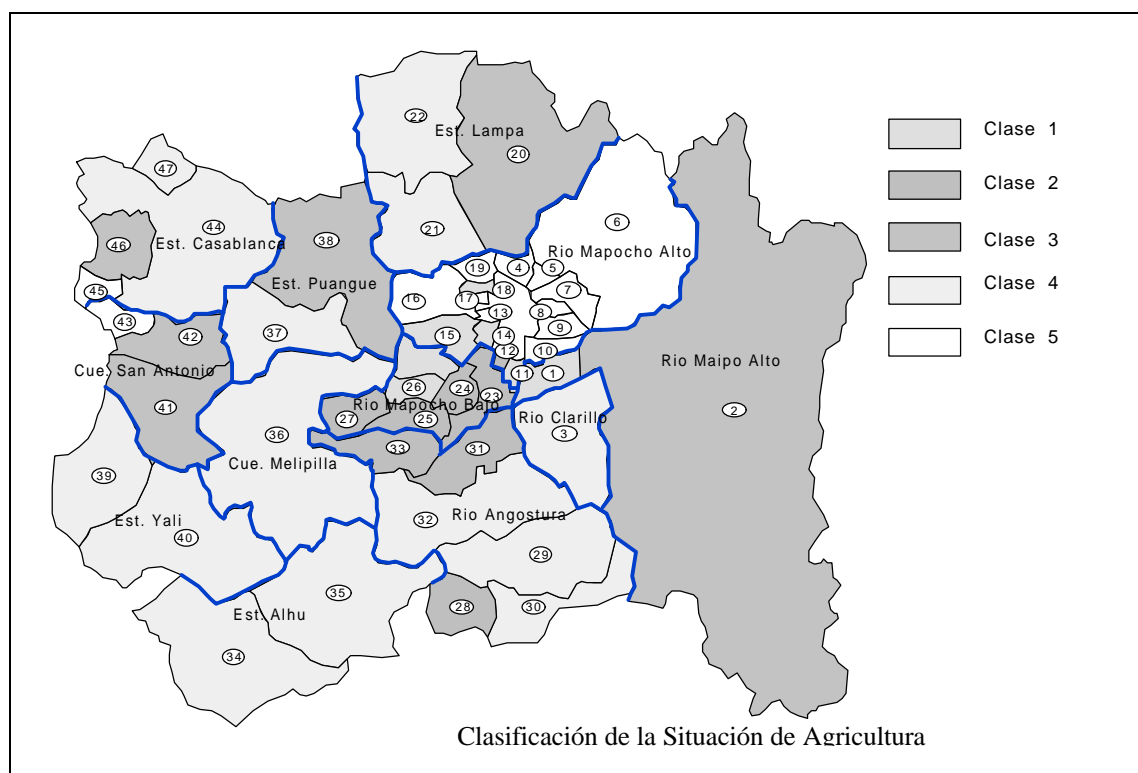 22
Est. Lampa
20
47
6
44
46
Est. Casablanca
38
21
Rio Mapocho Alto
19
4
5
Est. Puangue
45
16
17
18
7
43
13
8
9
37
42
15
14
12
10
Rio Maipo Alto
Cue. San Antonio
11
1
26
24
23
2
41
27
Rio Mapocho Bajo
25
Rio Clarillo
3
36
33
31
Cue. Melipilla
39
Est. Yali
32
Rio Angostura
40
29
35
28
30
Est. Alhu
34
Clase 1
Clase 2
Clase 3
Clase 4
Clase 5
Clasificación de la Situación de Agricultura